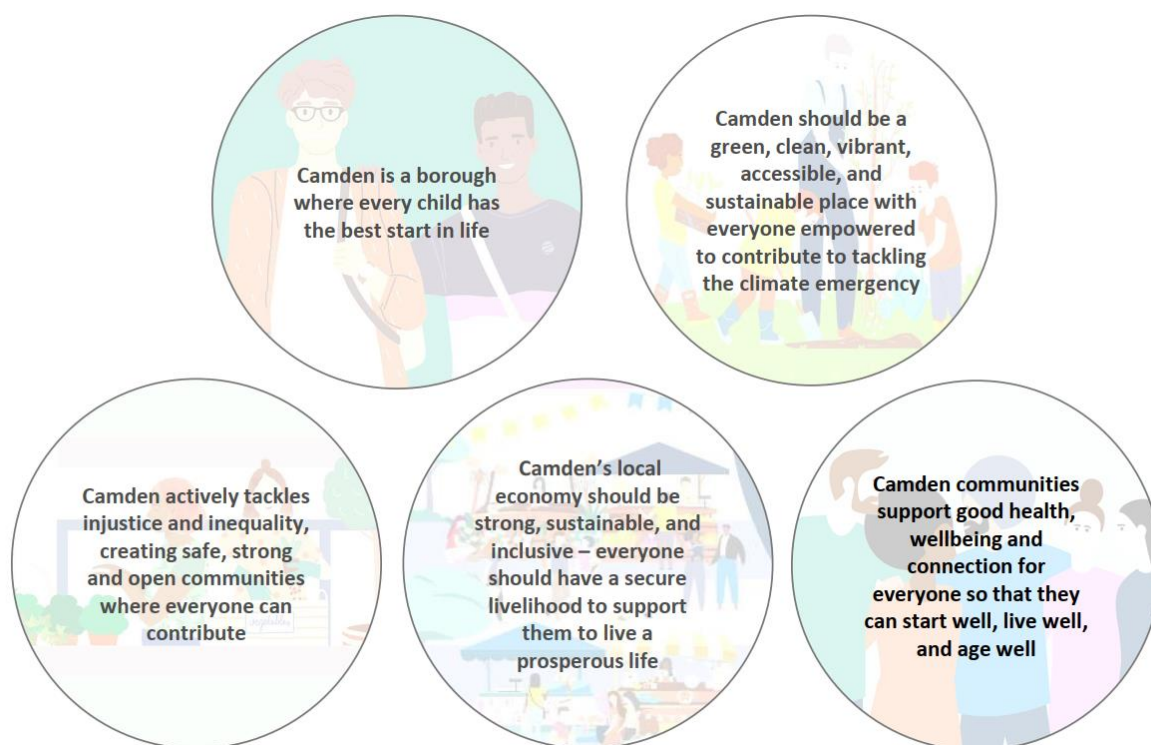 Camden is a borough
where every child has
the best start in life
Camden should be a
green, clean, vibrant,
accessible, and
sustainable place with
everyone empowered
to contribute to tackling
the climate emergency
Camden actively tackles
injustice and inequality,
creating safe, strong
and open communities
where everyone can
contribute
Camden’s local
economy should be
strong, sustainable, and
inclusive – everyone
should have a secure
livelihood to support
them to live a
prosperous life
Camden communities
support good health,
wellbeing and
connection for
everyone so that they
can start well, live well,
and age well